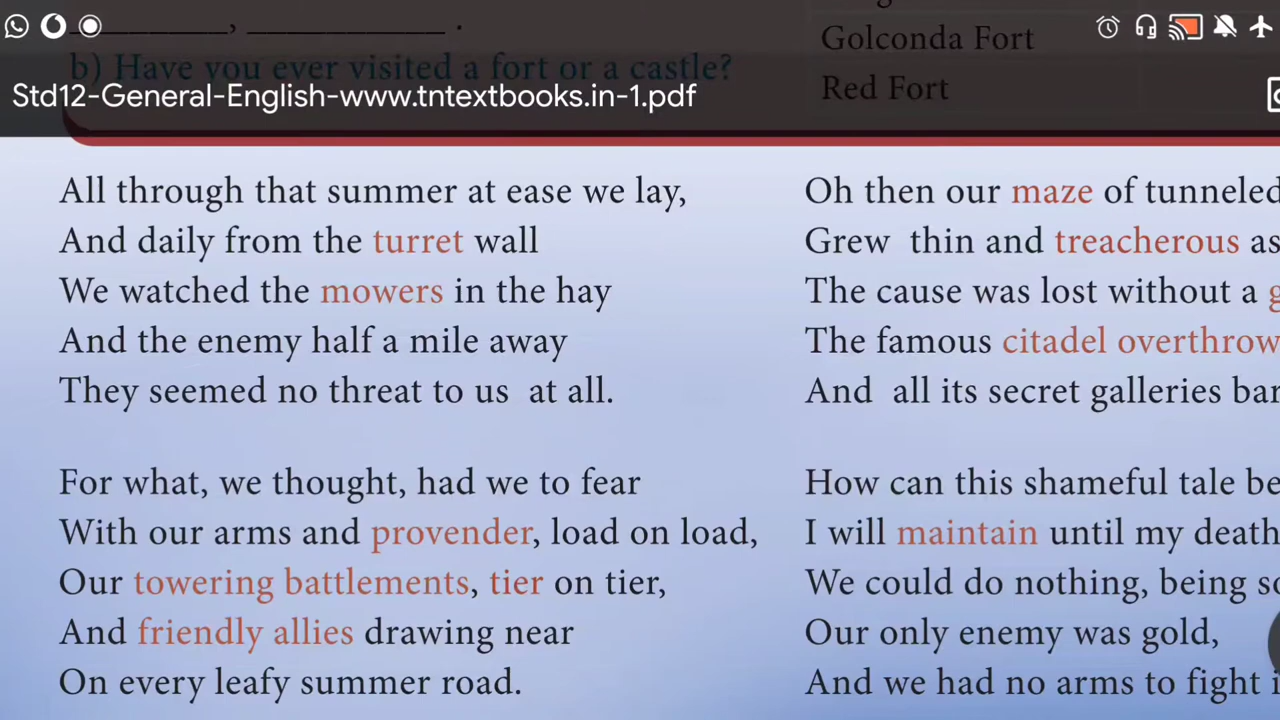 b) Have you ever visited a fort or a castle?
Golconda Fort
Red Fort
Std12-General-English-www.tntextbooks.in-1.pdf
All through that summer at ease we lay,
And daily from the turret wall
We watched the mowers in the hay
And the enemy half a mile away
They seemed no threat to us at all.
For what, we thought, had we to fear
With our arms and provender, load on load,
Our towering battlements, tier on tier,
And friendly allies drawing near
On every leafy summer road.
Oh then our maze of tunneled
Grew thin and treacherous as
The cause was lost without a
The famous citadel overthrow
And all its secret galleries
How can this shameful tale be
I will maintain until my death
We could do nothing, being
Our only enemy was gold,
And we had no arms to fight